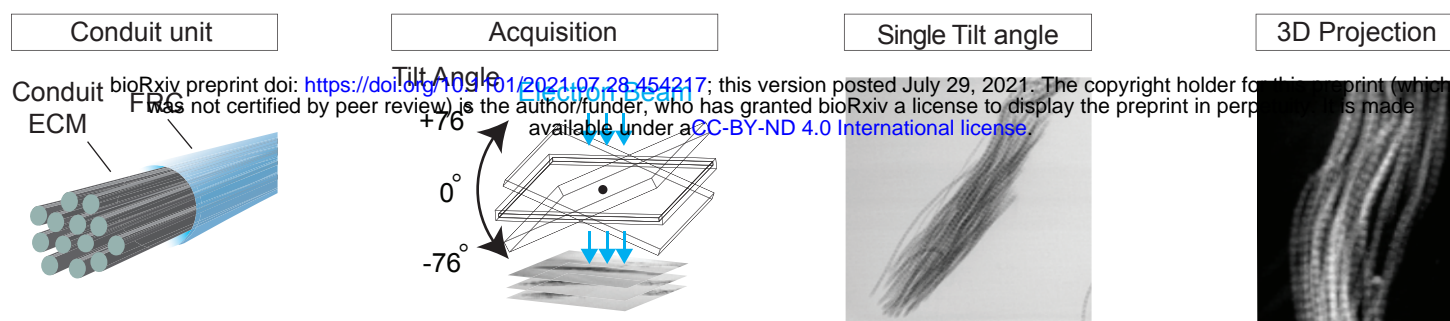 Conduit unit
Acquisition
Single Tilt angle
3D Projection
bioRxiv preprint doi: https://doi.org/10.1101/2021.07.28.454217; this version posted July 29, 2021. The copyright holder for this preprint (which
was not certified by peer review) is the author/funder, who has granted bioRxiv a license to display the preprint in perpetuity. It is made
available under aCC-BY-ND 4.0 International license.
Conduit
ECM
FRC
Tilt Angle
Electron Beam
+76°
0°
-76°